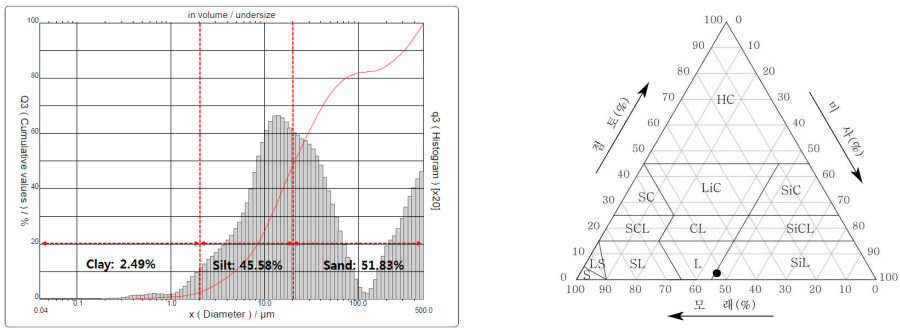 in volume / undersize
Q3 ( Cumulative values ) / %
100
80
60
40
20
0
q3 ( Histogram ) [x20]
Clay: 2.49%
Silt: 45.58%
Sand: 51.83%
0.04
0.1
1.0
10.0
100.0
500.0
x ( Diameter ) / µm
100 0
90 10
80 20
70 30
60 40
50 50
40 60
30 70
20 80
10 90
0 100
점 토(%)
미 사(%)
HC
SC
LiC
SiC
SCL
CL
SiCL
LS
S
SL
L
SiL
100 90 80 70 60 50 40 30 20 10 0
모 래(%)